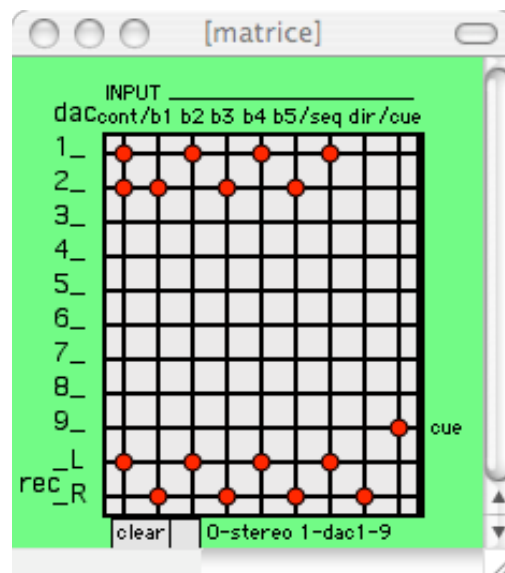 [matrice]
INPUT
dac cont/b1 b2 b3 b4 b5/seq dir/cue
1_
2_
3_
4_
5_
6_
7_
8_
9_ cue
_L
rec
_R
clear 0-stereo 1-dac1-9